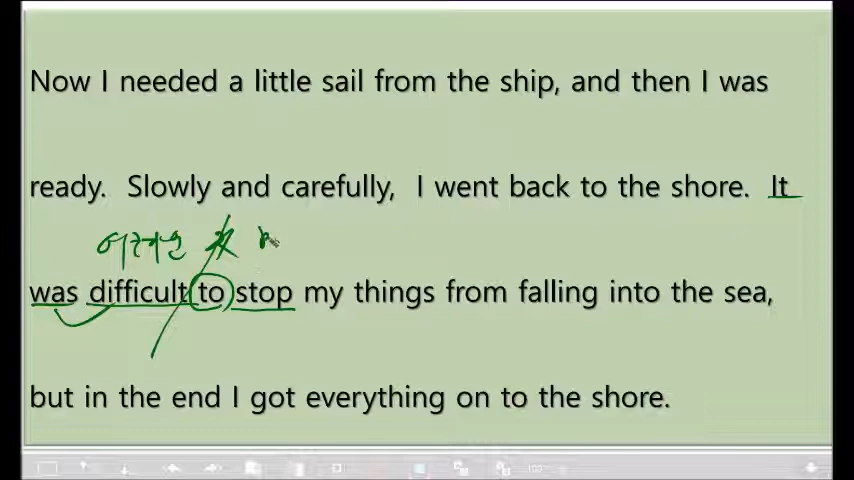 Now I needed a little sail from the ship, and then I was
ready. Slowly and carefully, I went back to the shore. It
어려운
was difficult to stop my things from falling into the sea,
but in the end I got everything on to the shore.